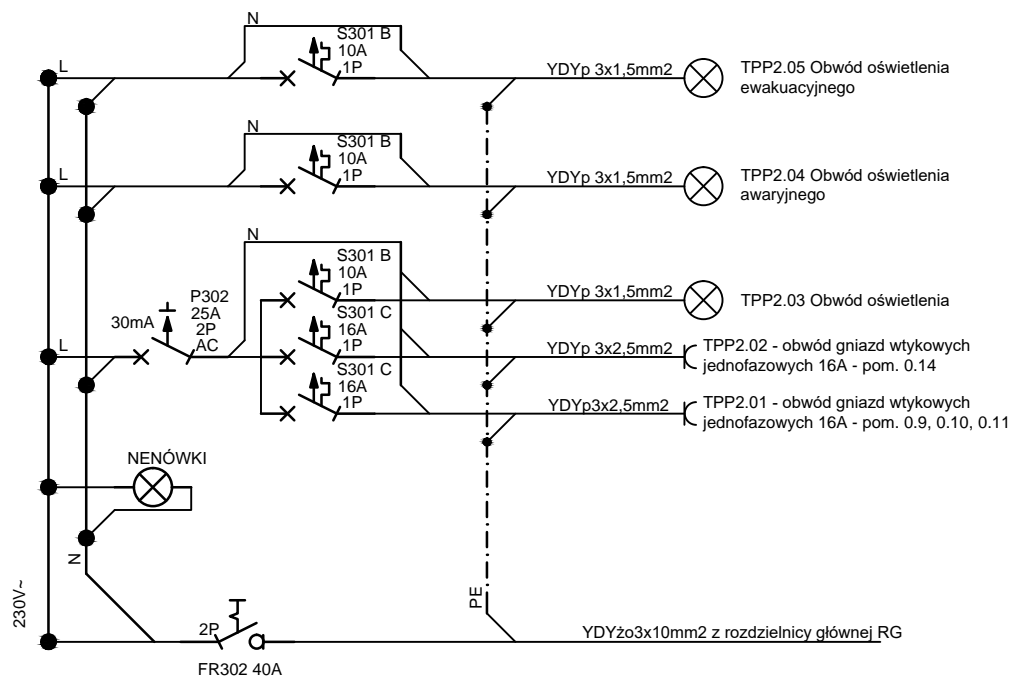 N
S301 B
10A
1P
L
YDYp 3x1,5mm2
TPP2.05 Obwód oświetlenia
ewakuacyjnego
N
S301 B
10A
1P
L
YDYp 3x1,5mm2
TPP2.04 Obwód oświetlenia
awaryjnego
N
S301 B
10A
1P
YDYp 3x1,5mm2
TPP2.03 Obwód oświetlenia
30mA
P302
25A
2P
AC
L
S301 C
16A
1P
YDYp 3x2,5mm2
TPP2.02 - obwód gniazd wtykowych
jednofazowych 16A - pom. 0.14
S301 C
16A
1P
YDYp3x2,5mm2
TPP2.01 - obwód gniazd wtykowych
jednofazowych 16A - pom. 0.9, 0.10, 0.11
NENÓWKI
N
230V~
PE
2P
FR302 40A
YDYżo3x10mm2 z rozdzielnicy głównej RG